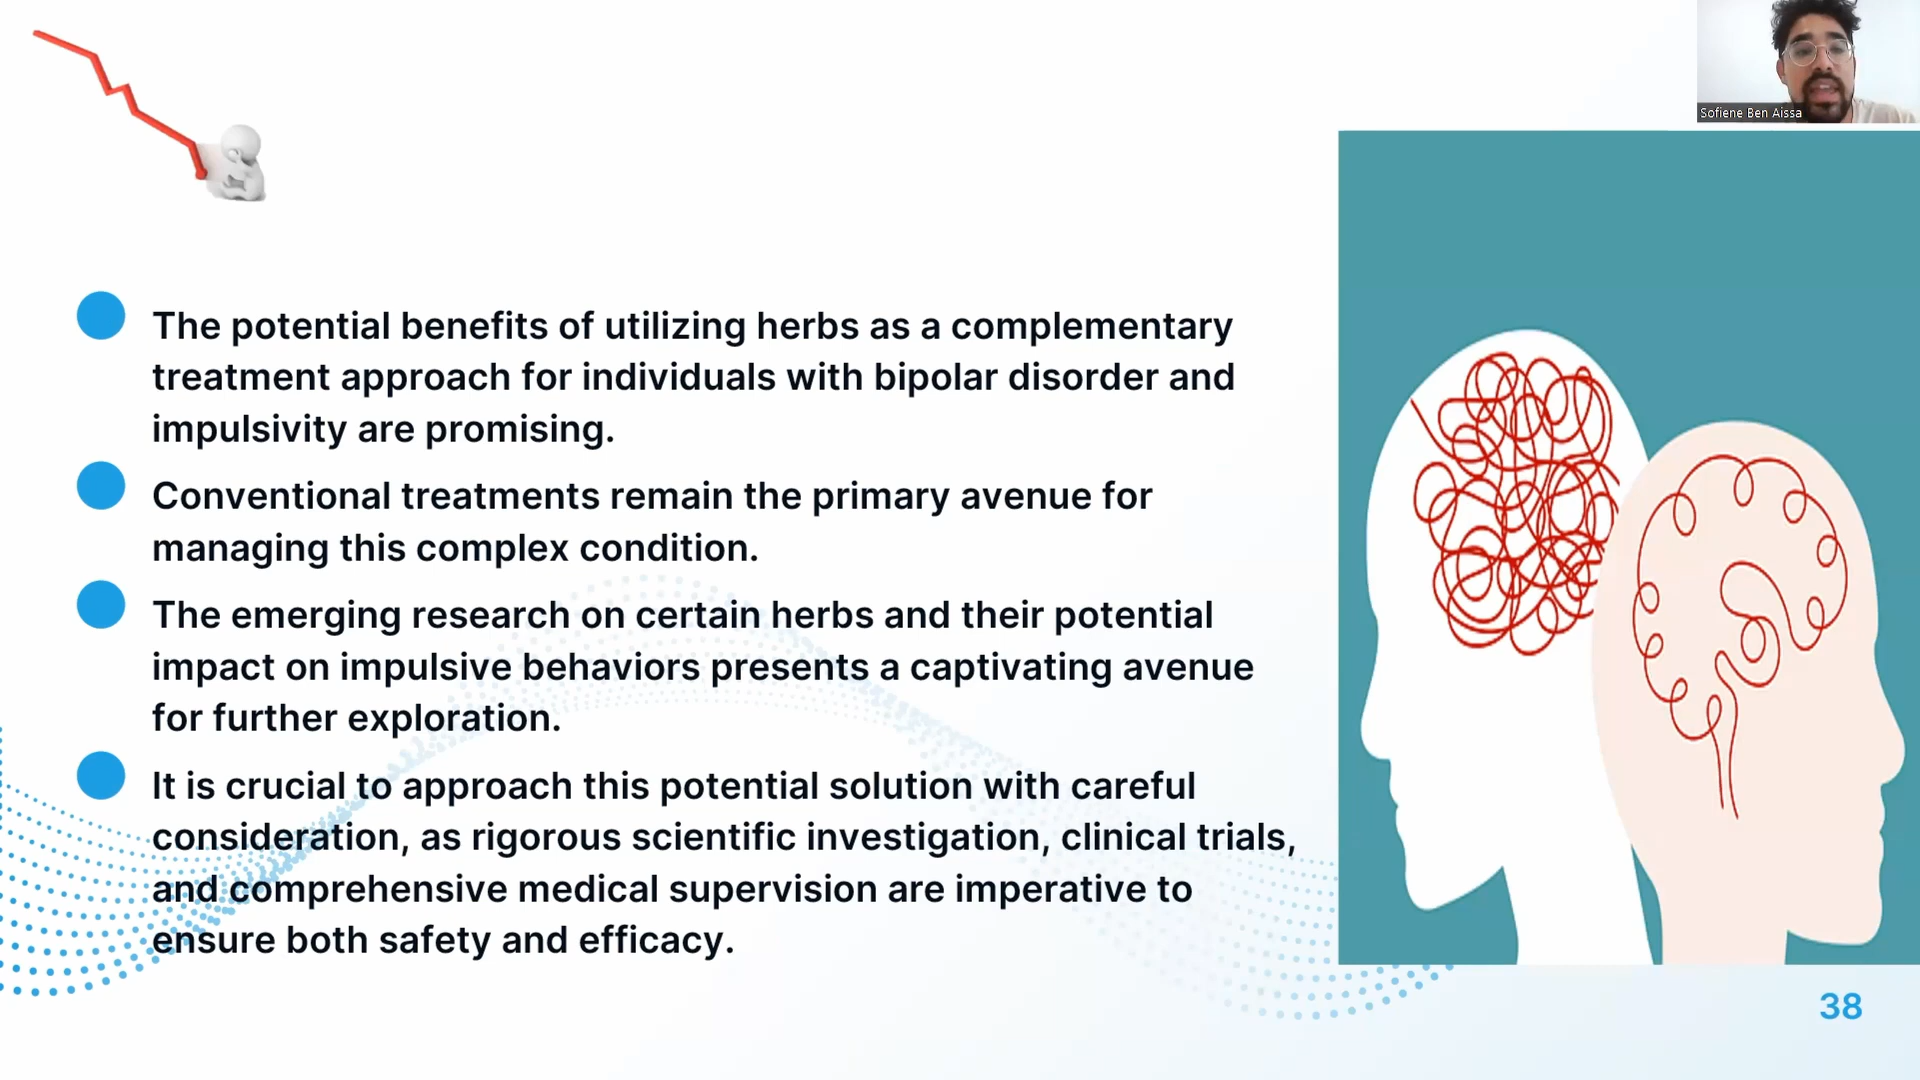 Sofiene Ben Aissa
The potential benefits of utilizing herbs as a complementary
treatment approach for individuals with bipolar disorder and
impulsivity are promising.
Conventional treatments remain the primary avenue for
managing this complex condition.
The emerging research on certain herbs and their potential
impact on impulsive behaviors presents a captivating avenue
for further exploration.
It is crucial to approach this potential solution with careful
consideration, as rigorous scientific investigation, clinical trials,
and comprehensive medical supervision are imperative to
ensure both safety and efficacy.
38